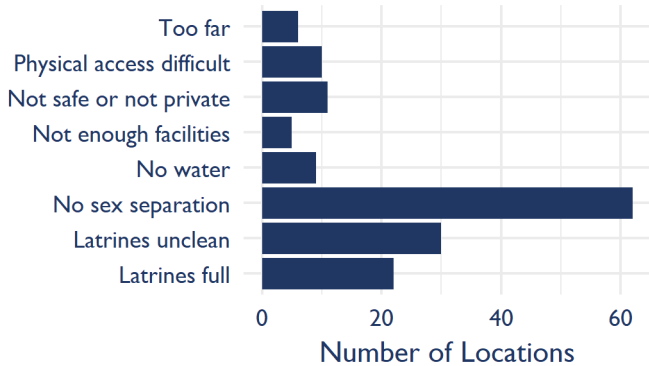 Too far
Physical access difficult
Not safe or not private
Not enough facilities
No water
No sex separation
Latrines unclean
Latrines full
0 20 40 60
Number of Locations